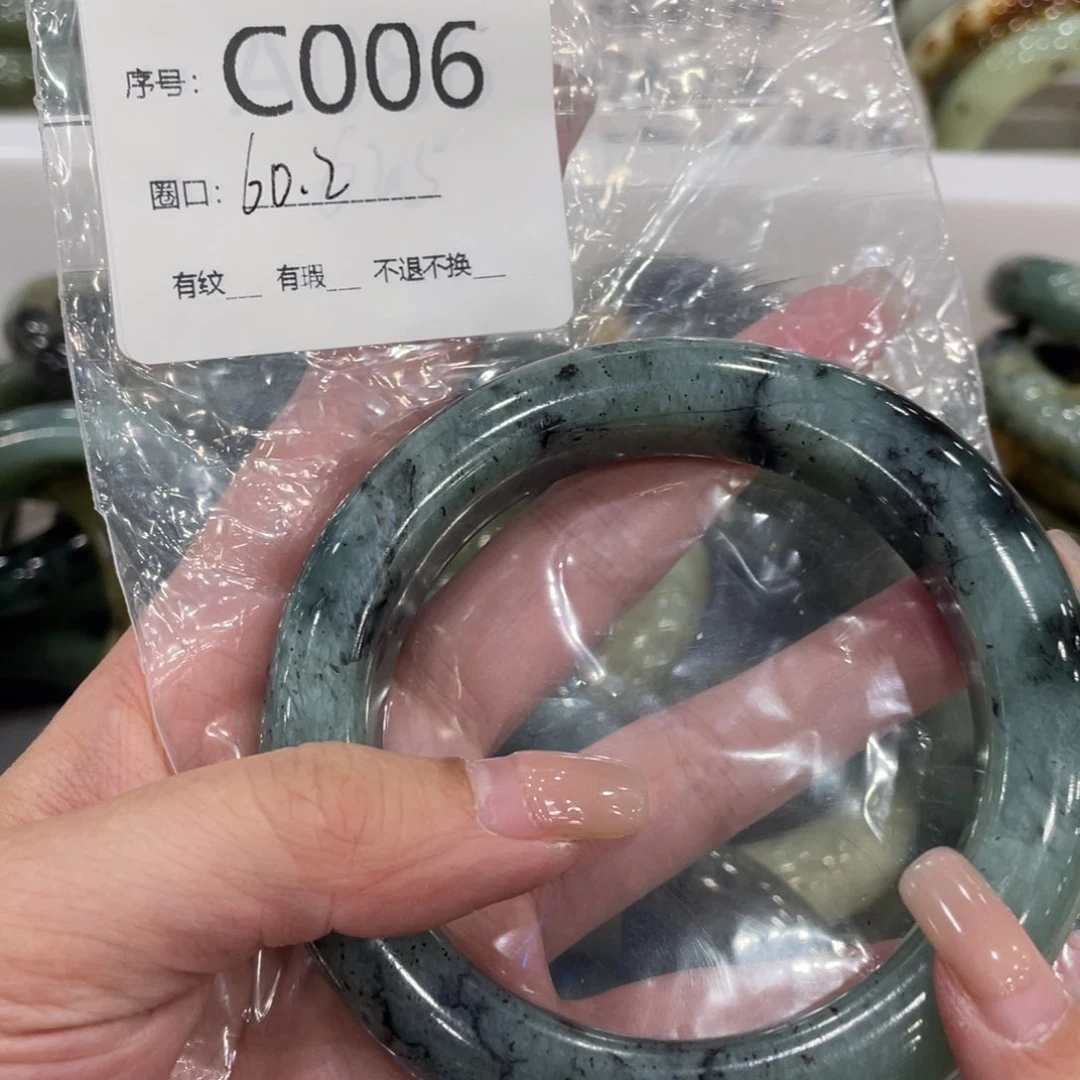 序号: C006
圈口: 60.2
有纹__ 有瑕__ 不退不换__